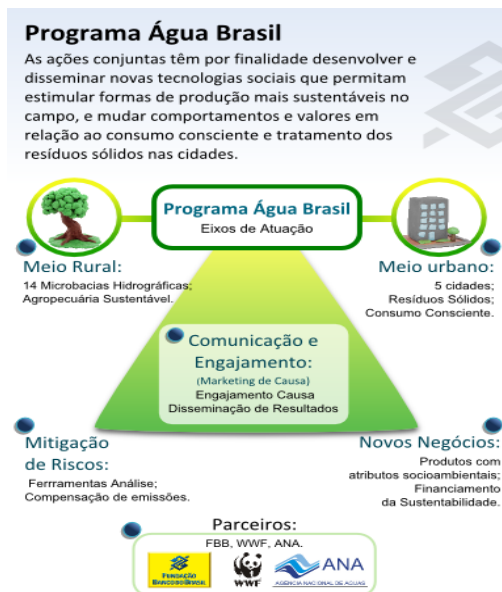 Programa Água Brasil
As ações conjuntas têm por finalidade desenvolver e
disseminar novas tecnologias sociais que permitam
estimular formas de produção mais sustentáveis no
campo, e mudar comportamentos e valores em
relação ao consumo consciente e tratamento dos
resíduos sólidos nas cidades.
Programa Água Brasil
Eixos de Atuação
Meio Rural:
14 Microbacias Hidrográficas;
Agropecuária Sustentável.
Meio urbano:
5 cidades;
Resíduos Sólidos;
Consumo Consciente.
Comunicação e
Engajamento:
(Marketing de Causa)
Engajamento Causa
Disseminação de Resultados
Mitigação
de Riscos:
Ferrramentas Análise;
Compensação de emissões.
Novos Negócios:
Produtos com
atributos socioambientais;
Financiamento
da Sustentabilidade.
Parceiros:
FBB, WWF, ANA.
FUNDAÇÃO
BANCO DO BRASIL
WWF
ANA
AGÊNCIA NACIONAL DE ÁGUAS